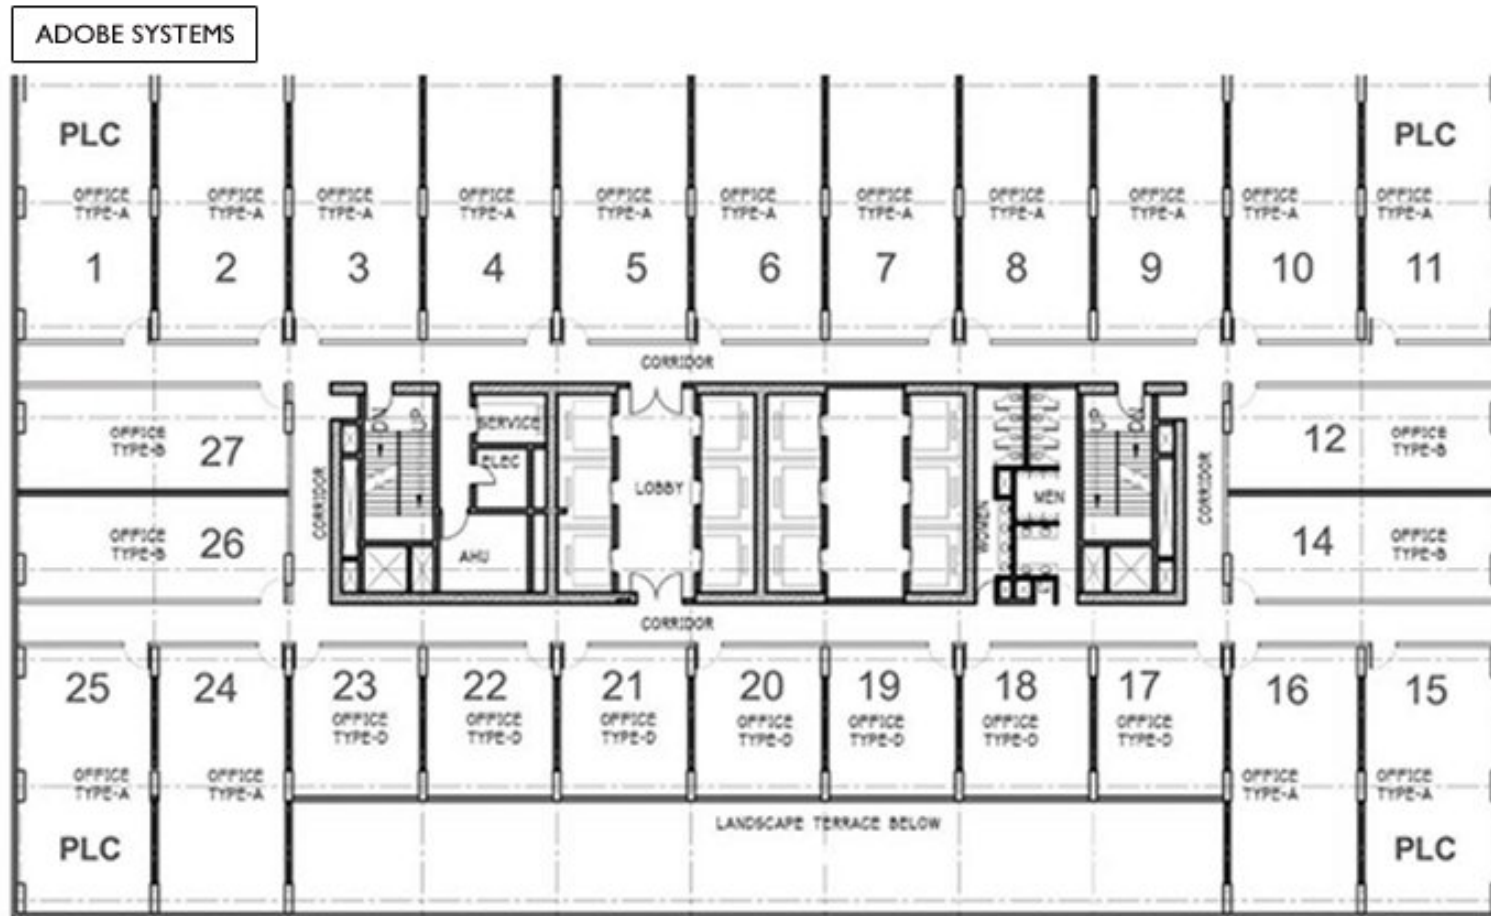 ADOBE SYSTEMS
PLC
PLC
OFFICE TYPE-A
OFFICE TYPE-A
OFFICE TYPE-A
OFFICE TYPE-A
OFFICE TYPE-A
OFFICE TYPE-A
OFFICE TYPE-A
OFFICE TYPE-A
OFFICE TYPE-A
OFFICE TYPE-A
OFFICE TYPE-A
1 2 3 4 5 6 7 8 9 10 11
CORRIDOR
OFFICE TYPE-B
27
DN
UP
SERVICE
ELEC
UP
DN
12
OFFICE TYPE-B
CORRIDOR
LOBBY
WOMEN
MEN
CORRIDOR
OFFICE TYPE-B
26
AHU
14
OFFICE TYPE-B
CORRIDOR
25 24 23 22 21 20 19 18 17 16 15
OFFICE TYPE-D
OFFICE TYPE-D
OFFICE TYPE-D
OFFICE TYPE-D
OFFICE TYPE-D
OFFICE TYPE-D
OFFICE TYPE-D
OFFICE TYPE-A
OFFICE TYPE-A
OFFICE TYPE-A
OFFICE TYPE-A
LANDSCAPE TERRACE BELOW
PLC
PLC